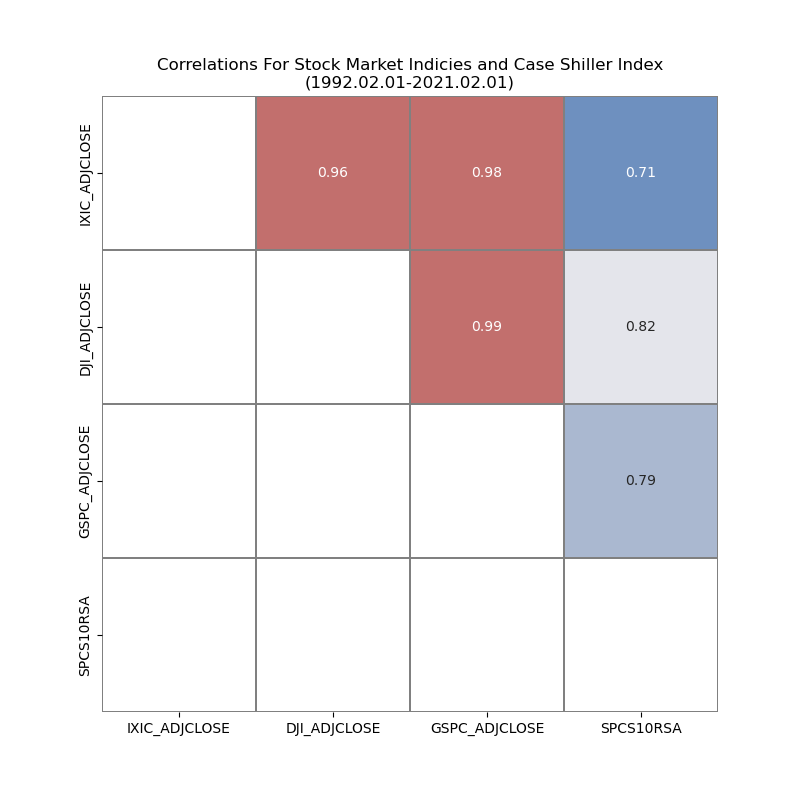 Correlations For Stock Market Indicies and Case Shiller Index
(1992.02.01-2021.02.01)
IXIC_ADJCLOSE
0.96
0.98
0.71
DJI_ADJCLOSE
0.99
0.82
GSPC_ADJCLOSE
0.79
SPCS10RSA
IXIC_ADJCLOSE
DJI_ADJCLOSE
GSPC_ADJCLOSE
SPCS10RSA